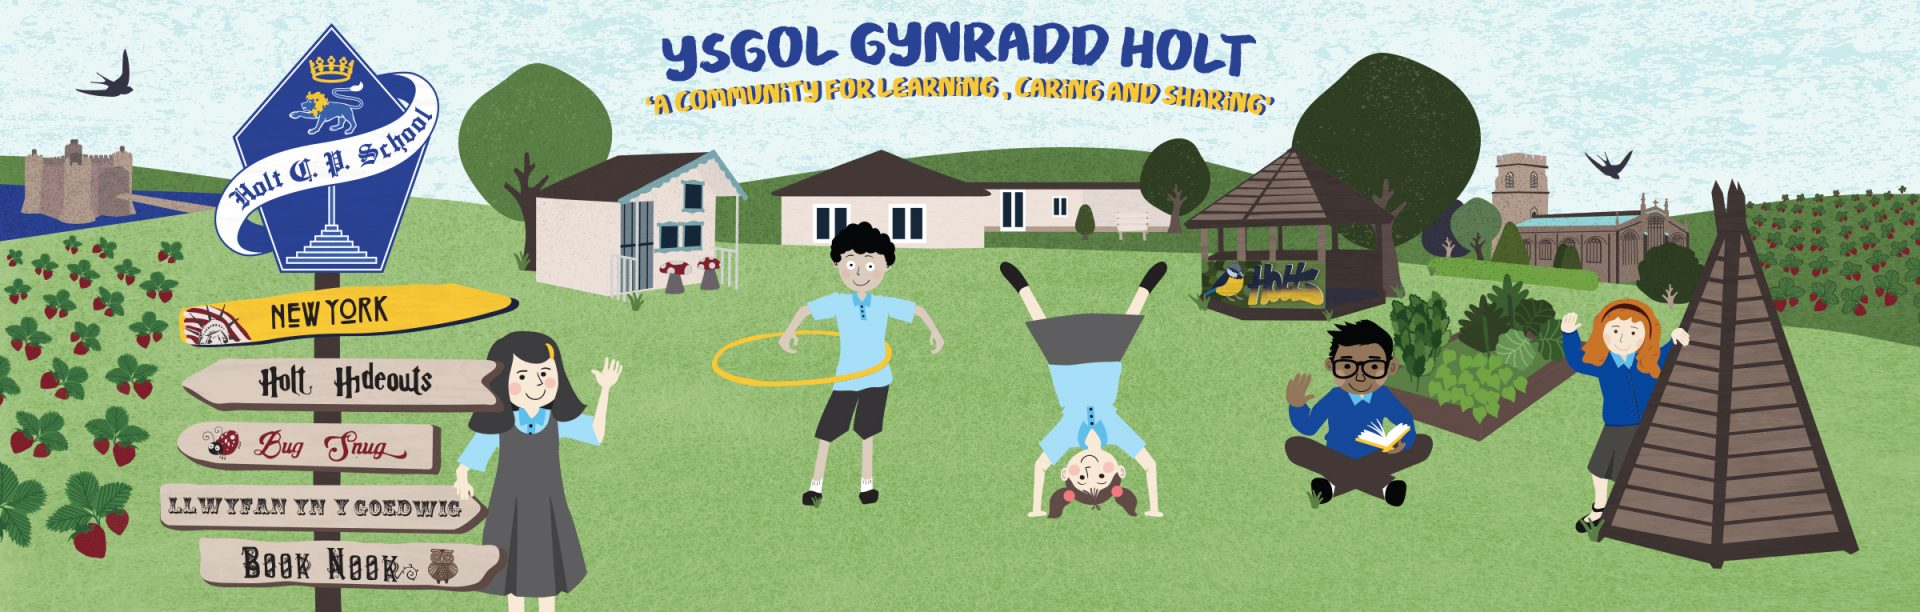 YSGOL GYNRADD HOLT
'A COMMUNITY FOR LEARNING, CARING AND SHARING'
Holt C. P. School
NEW YORK
Holt Hideouts
Bug Snug
LLWYFAN YN Y GOEDWIG
BOOK NOOK
Holts